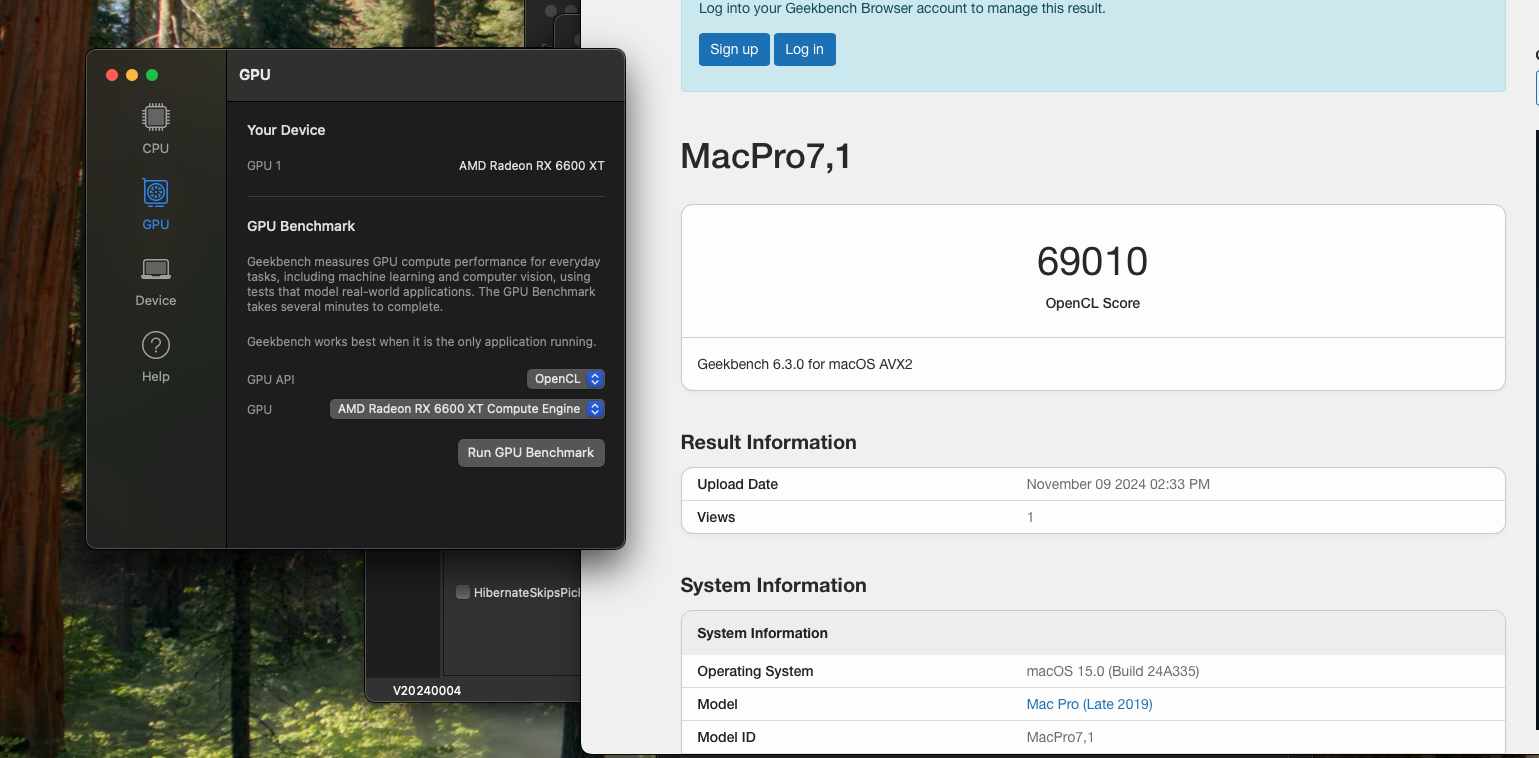 GPU
CPU
GPU
Device
Help
Your Device
GPU 1
AMD Radeon RX 6600 XT
GPU Benchmark
Geekbench measures GPU compute performance for everyday
tasks, including machine learning and computer vision, using
tests that model real-world applications. The GPU Benchmark
takes several minutes to complete.
Geekbench works best when it is the only application running.
GPU API
OpenCL
GPU
AMD Radeon RX 6600 XT Compute Engine
Run GPU Benchmark
HibernateSkipsPick
V20240004
Log into your Geekbench Browser account to manage this result.
Sign up
Log in
MacPro7,1
69010
OpenCL Score
Geekbench 6.3.0 for macOS AVX2
Result Information
Upload Date
November 09 2024 02:33 PM
Views
1
System Information
System Information
Operating System
macOS 15.0 (Build 24A335)
Model
Mac Pro (Late 2019)
Model ID
MacPro7,1